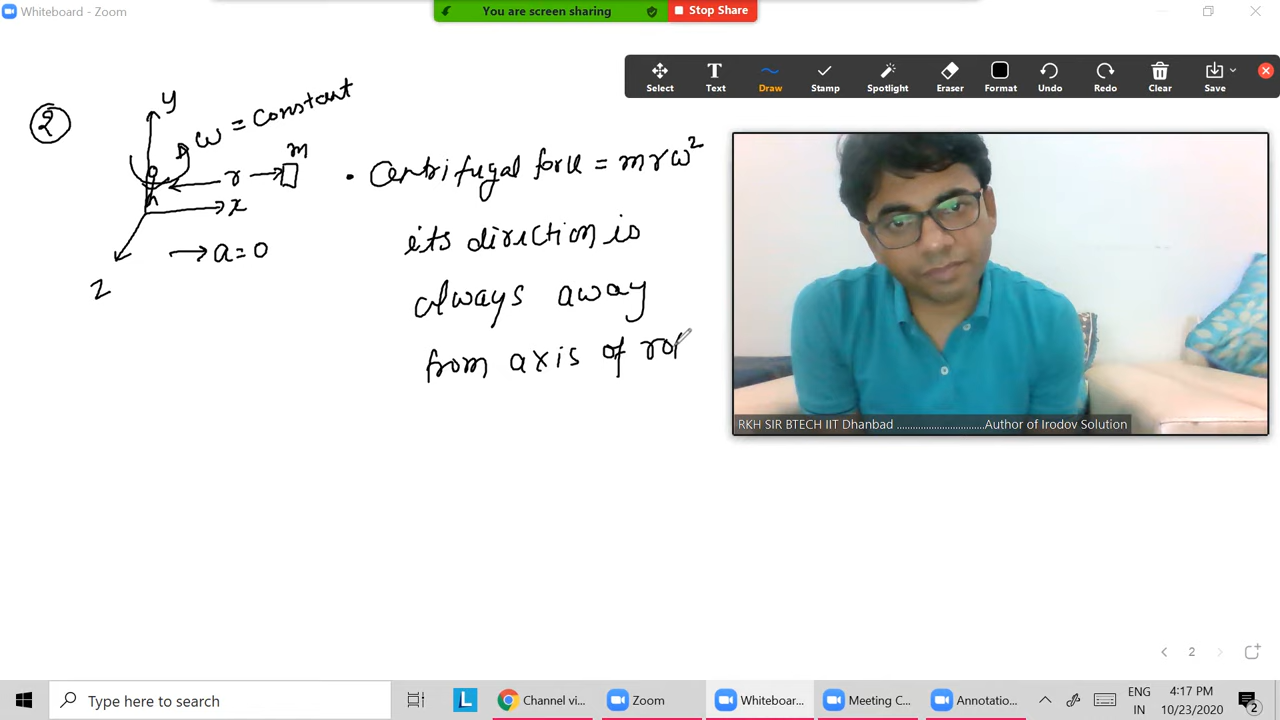 Whiteboard - Zoom
You are screen sharing
Stop Share
Select
Text
Draw
Stamp
Spotlight
Eraser
Format
Undo
Redo
Clear
Save
2
y
ω = constant
m
r
x
z
→ a = 0
• Centrifugal force = mrω²
its direction is
always away
from axis of rot
RKH SIR BTECH IIT Dhanbad ...............................Author of Irodov Solution
2
Type here to search
L
Channel vi...
Zoom
Whiteboar...
Meeting C...
Annotatio...
ENG
IN
4:17 PM
10/23/2020
2